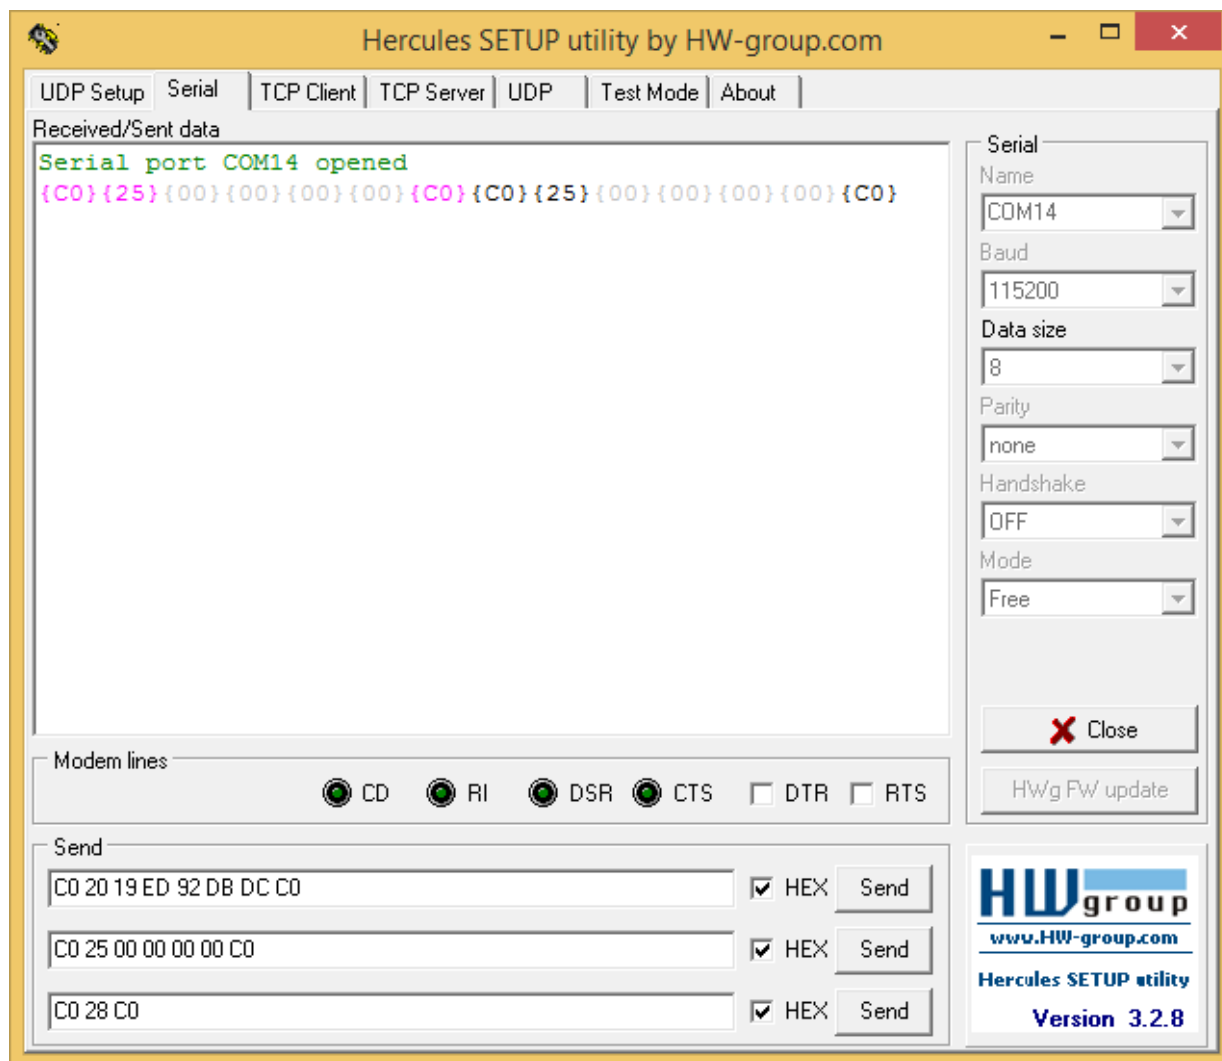 Hercules SETUP utility by HW-group.com
UDP Setup Serial TCP Client TCP Server UDP Test Mode About
Received/Sent data
Serial port COM14 opened
{C0}{25}{00}{00}{00}{00}{C0}{C0}{25}{00}{00}{00}{00}{C0}
Serial
Name
COM14
Baud
115200
Data size
8
Parity
none
Handshake
OFF
Mode
Free
Close
HWg FW update
Modem lines
CD RI DSR CTS DTR RTS
Send
C0 20 19 ED 92 DB DC C0 HEX Send
C0 25 00 00 00 00 C0 HEX Send
C0 28 C0 HEX Send
HW group
www.HW-group.com
Hercules SETUP utility
Version 3.2.8